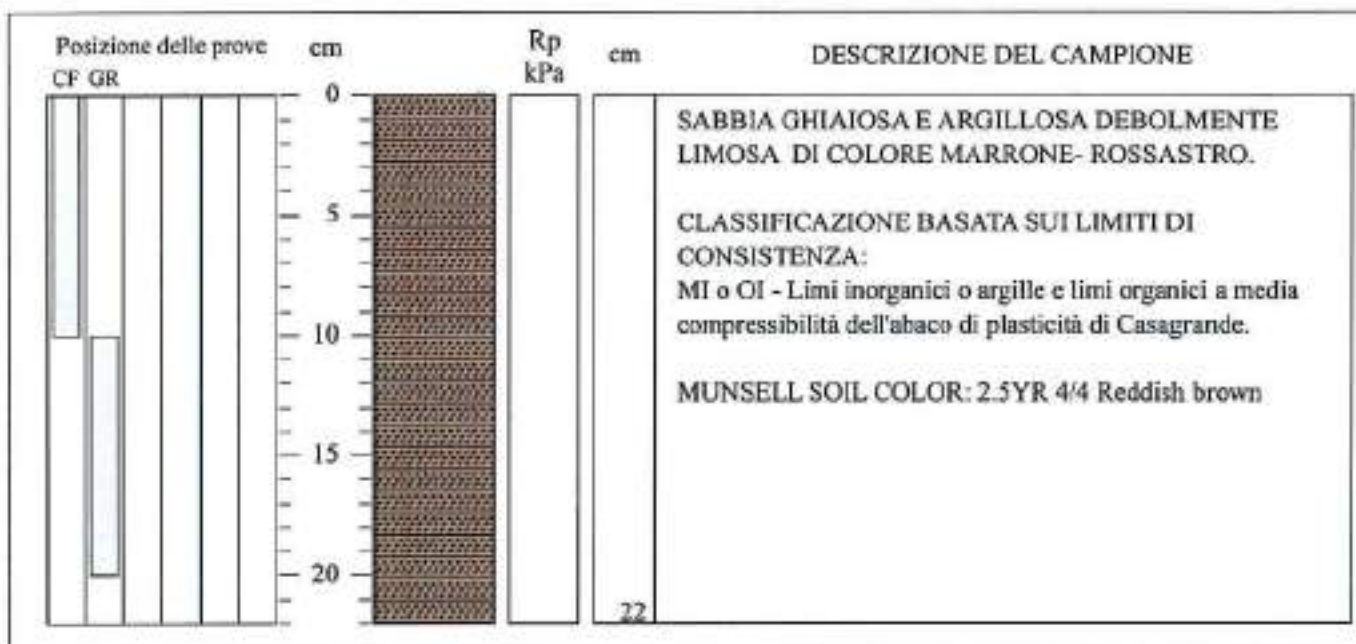 Posizione delle prove
CF GR
cm
Rp
kPa
cm
DESCRIZIONE DEL CAMPIONE
0
5
10
15
20
22
SABBIA GHIAIOSA E ARGILLOSA DEBOLMENTE
LIMOSA DI COLORE MARRONE- ROSSASTRO.
CLASSIFICAZIONE BASATA SUI LIMITI DI
CONSISTENZA:
MI o OI - Limi inorganici o argille e limi organici a media
compressibilità dell'abaco di plasticità di Casagrande.
MUNSELL SOIL COLOR: 2.5YR 4/4 Reddish brown